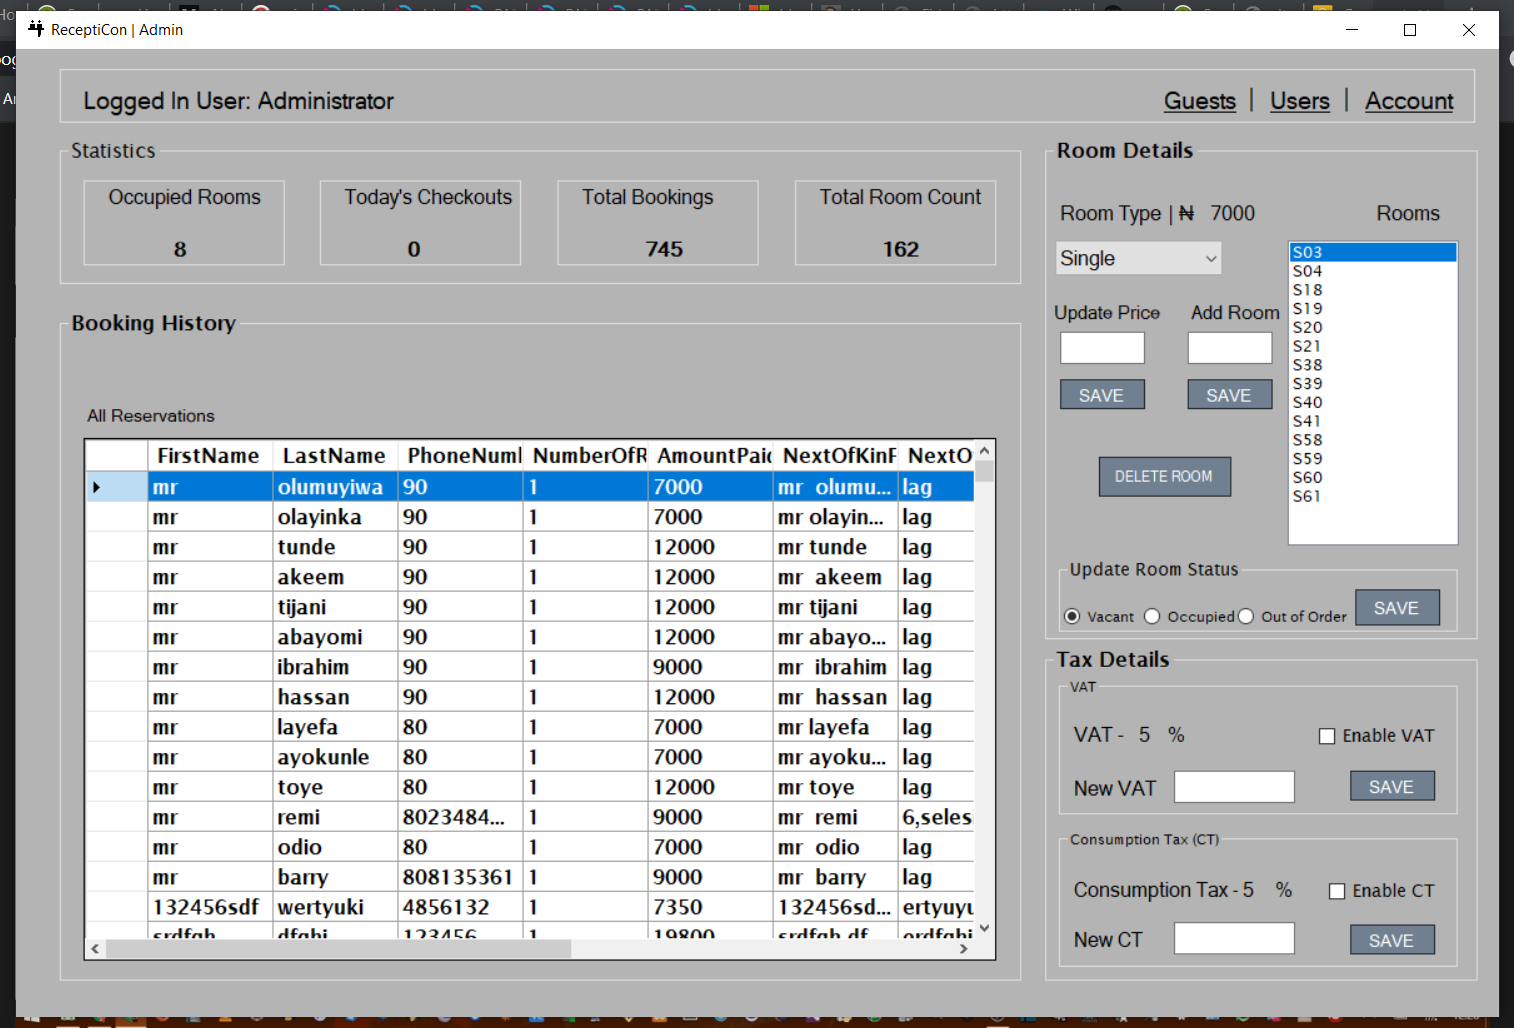 ReceptiCon | Admin
Logged In User: Administrator
Guests | Users | Account
Statistics
Occupied Rooms
8
Today's Checkouts
0
Total Bookings
745
Total Room Count
162
Booking History
All Reservations
FirstName LastName PhoneNuml NumberOfR AmountPaid NextOfKinF NextO
mr olumuyiwa 90 1 7000 mr olumu... lag
mr olayinka 90 1 7000 mr olayin... lag
mr tunde 90 1 12000 mr tunde lag
mr akeem 90 1 12000 mr akeem lag
mr tijani 90 1 12000 mr tijani lag
mr abayomi 90 1 12000 mr abayo... lag
mr ibrahim 90 1 9000 mr ibrahim lag
mr hassan 90 1 12000 mr hassan lag
mr layefa 80 1 7000 mr layefa lag
mr ayokunle 80 1 7000 mr ayoku... lag
mr toye 80 1 12000 mr toye lag
mr remi 8023484... 1 9000 mr remi 6,seles
mr odio 80 1 7000 mr odio lag
mr barry 808135361 1 9000 mr barry lag
132456sdf wertyuki 4856132 1 7350 132456sd... ertyuyu
srdfgh dfghj 123456 1 19800 srdfgh df
Room Details
Room Type | ₦ 7000
Rooms
Single
Update Price
Add Room
SAVE
SAVE
DELETE ROOM
S03
S04
S18
S19
S20
S21
S38
S39
S40
S41
S58
S59
S60
S61
Update Room Status
Vacant Occupied Out of Order
SAVE
Tax Details
VAT
VAT - 5 %
Enable VAT
New VAT
SAVE
Consumption Tax (CT)
Consumption Tax - 5 %
Enable CT
New CT
SAVE